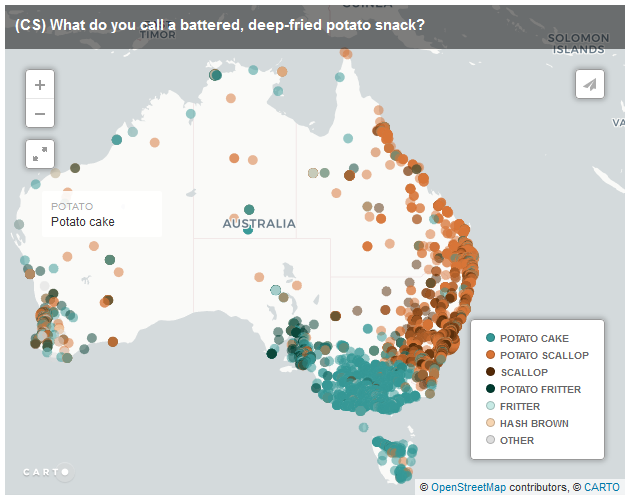 GUINEA
(CS) What do you call a battered, deep-fried potato snack?
TIMOR
SOLOMON
ISLANDS
+
−
VA
POTATO
Potato cake
AUSTRALIA
POTATO CAKE
POTATO SCALLOP
SCALLOP
POTATO FRITTER
FRITTER
HASH BROWN
OTHER
CARTO
© OpenStreetMap contributors, © CARTO